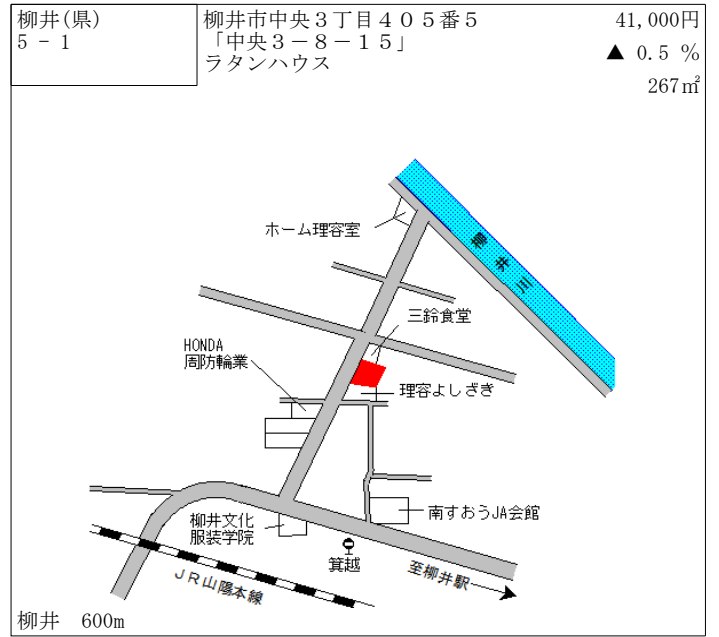 柳井(県)
5 - 1
柳井市中央３丁目４０５番５
「中央３－８－１５」
ラタンハウス
41,000円
▲ 0.5 %
267㎡
ホーム理容室
柳井川
三鈴食堂
HONDA
周防輪業
理容よしざき
柳井文化
服装学院
南すおうJA会館
箕越
至柳井駅
ＪＲ山陽本線
柳井　600m